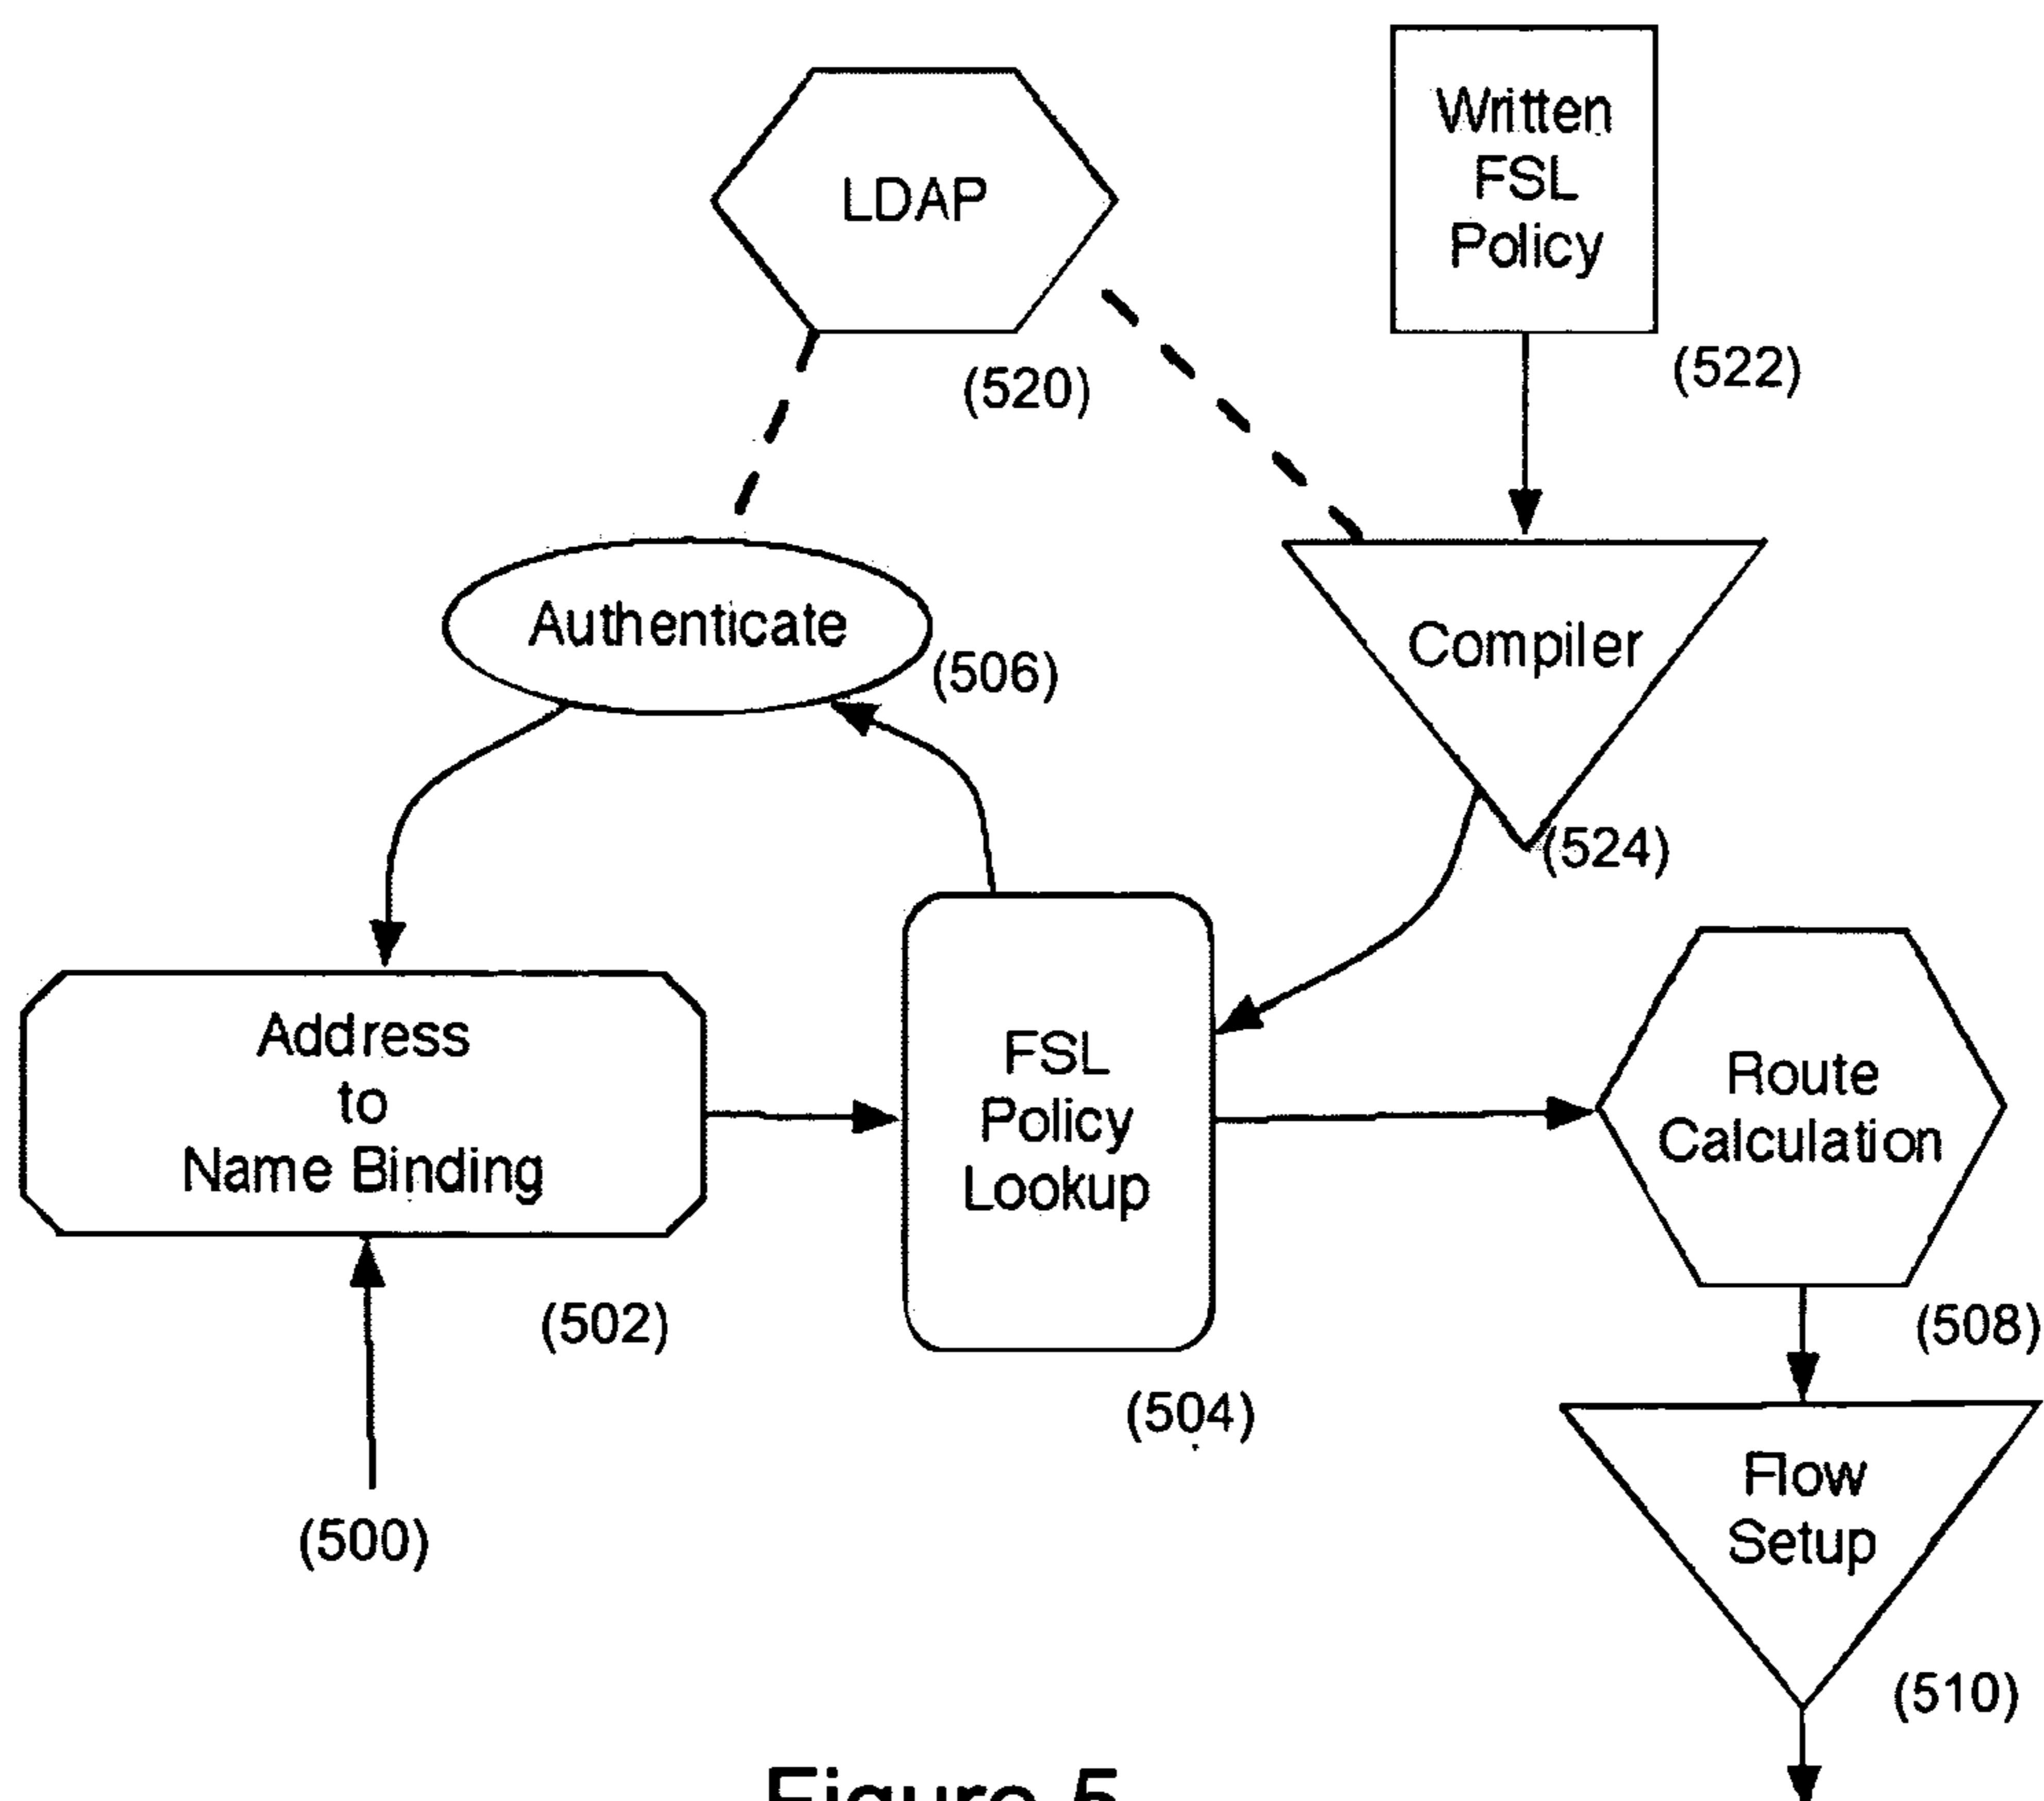 LDAP
(520)
Written
FSL
Policy
(522)
Authenticate
(506)
Compiler
(524)
Address
to
Name Binding
(502)
FSL
Policy
Lookup
(504)
Route
Calculation
(508)
(500)
Flow
Setup
(510)
Figure 5